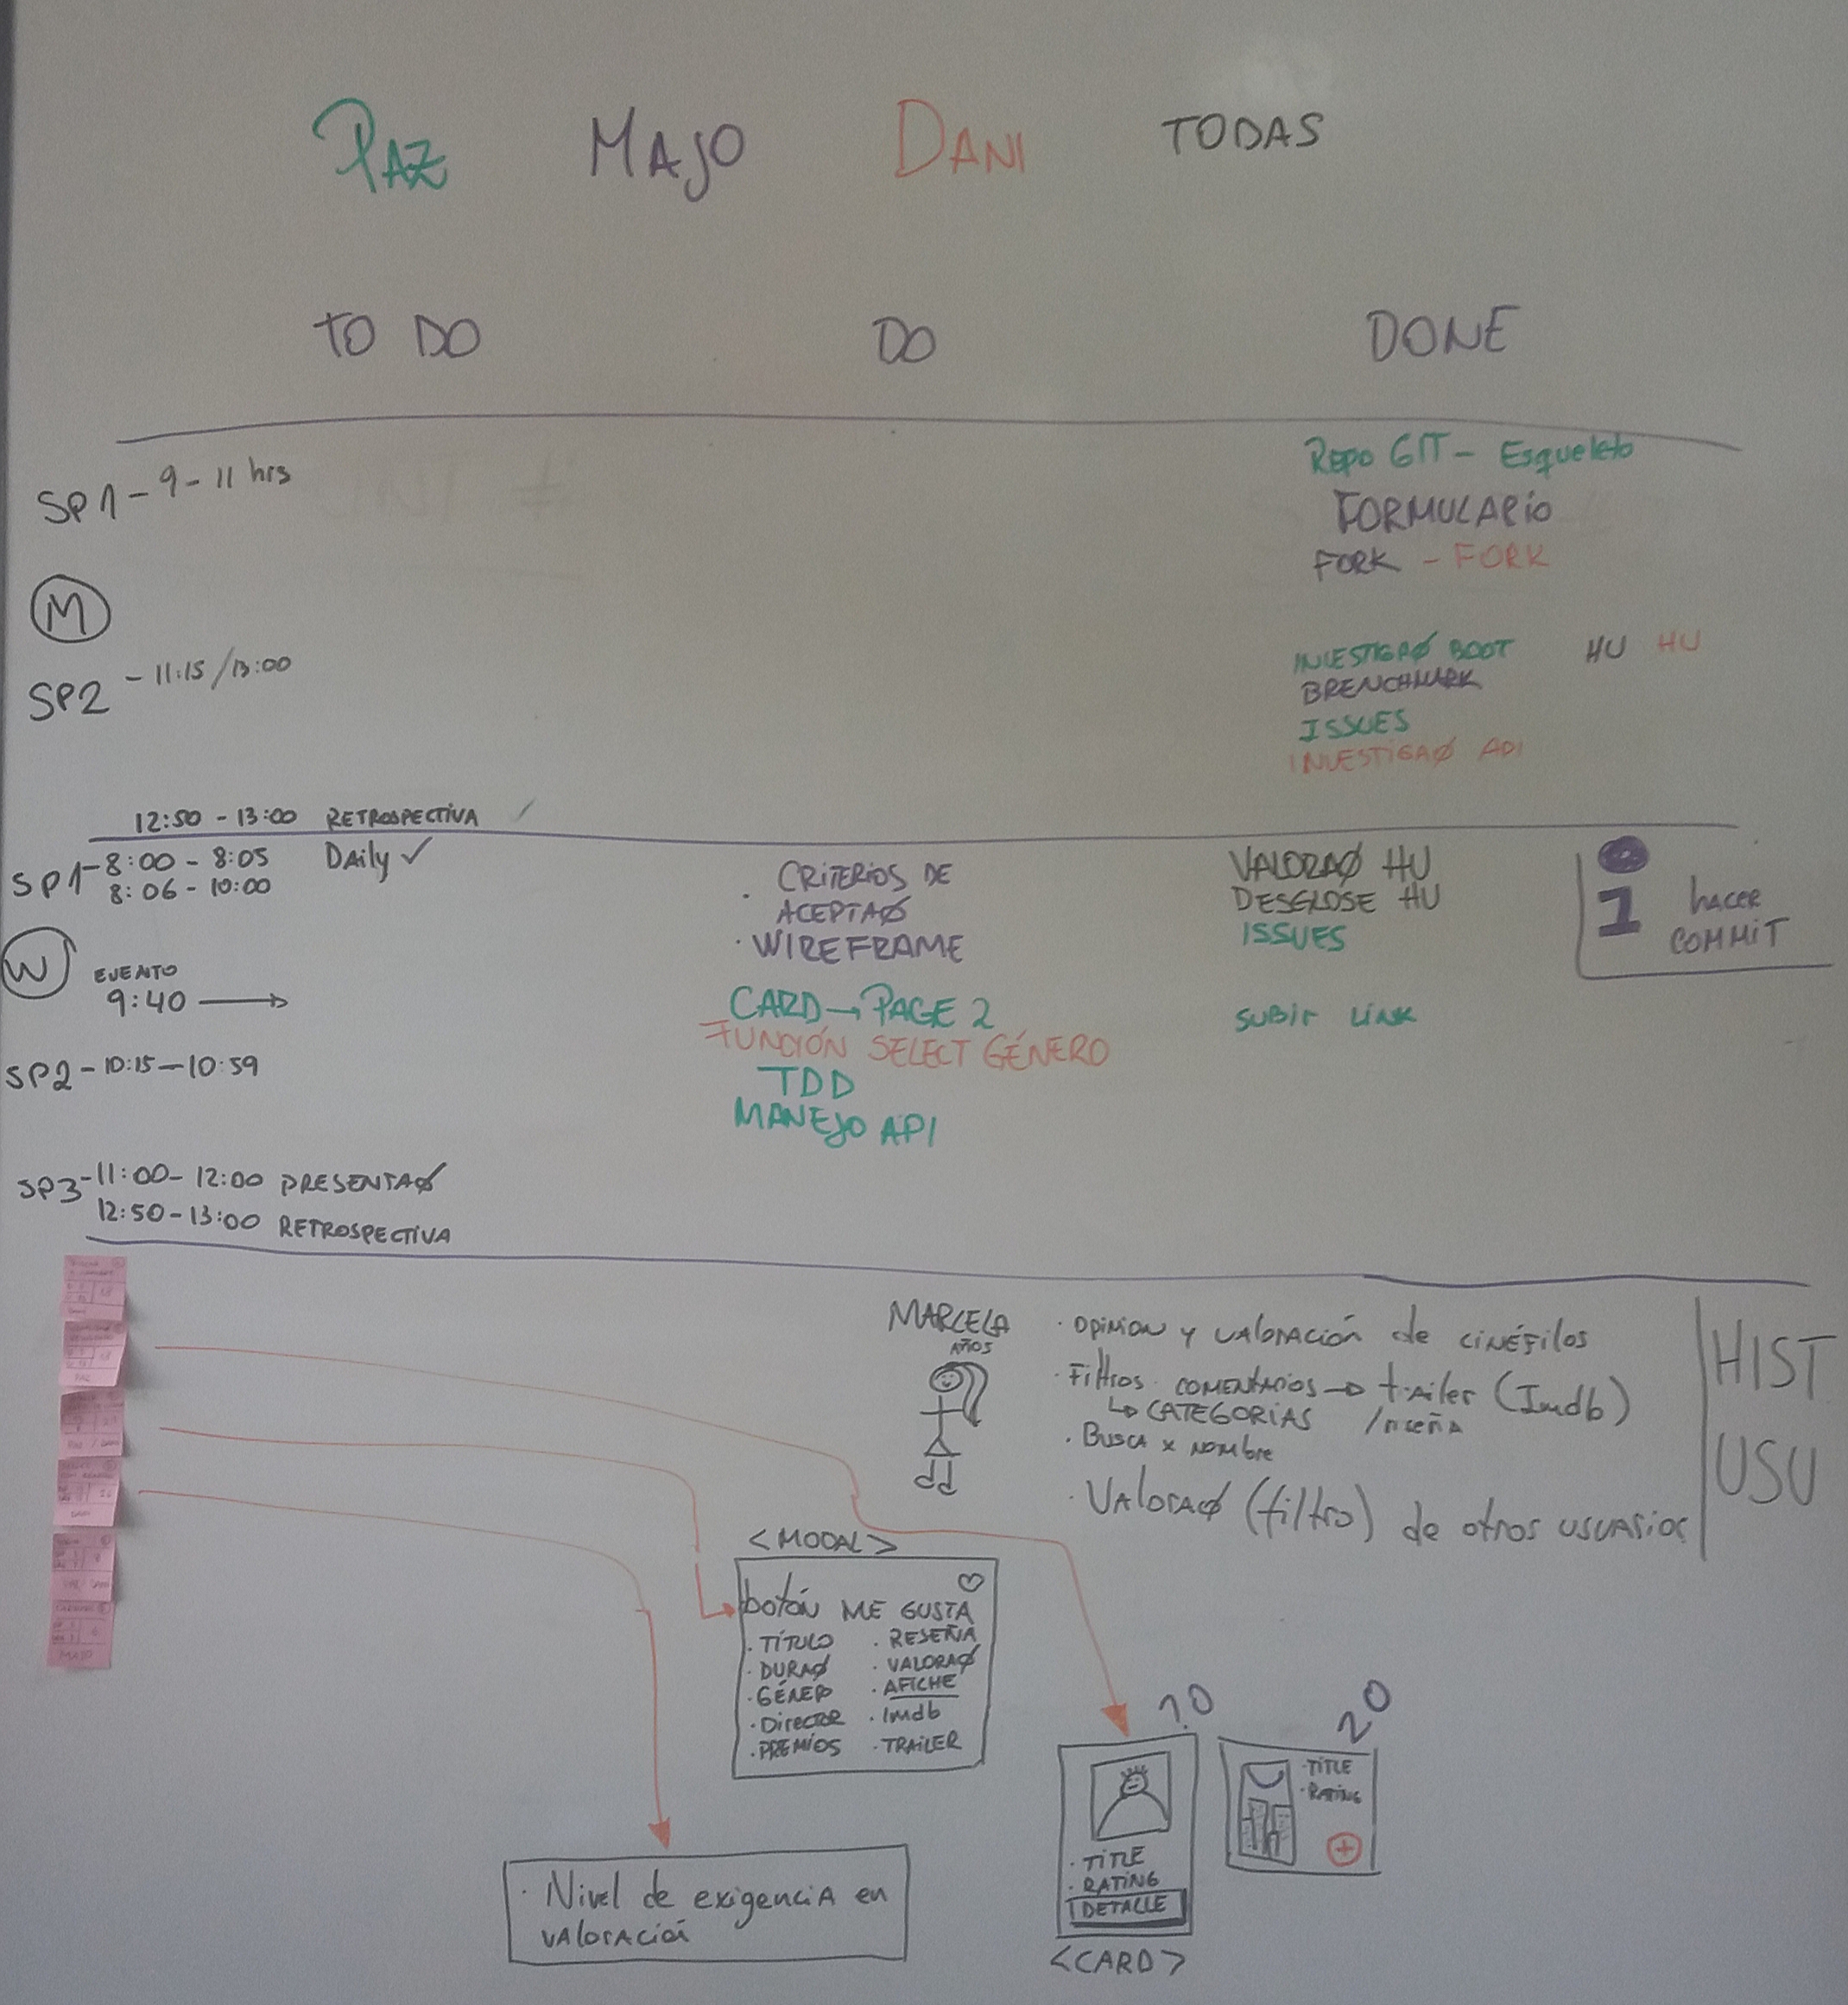 PAZ MAJO DANI TODAS
TO DO DO DONE
SP1 - 9 - 11 hrs
Repo GIT - Esqueleto
FORMULARIO
FORK - FORK
M
SP2 - 11:15 / 13:00
INVESTIGAØ BOOT HU HU
BRENCHMARK
ISSUES
INVESTIGAØ API
12:50 - 13:00 RETROSPECTIVA ✓
SP1 - 8:00 - 8:05 Daily ✓
8:06 - 10:00
W
EVENTO
9:40 →
SP2 - 10:15 - 10:59
SP3 - 11:00 - 12:00 PRESENTAØ
12:50 - 13:00 RETROSPECTIVA
· CRITERIOS DE
ACEPTAØ
· WIREFRAME
CARD → PAGE 2
FUNCIÓN SELECT GÉNERO
TDD
MANEJO API
VALORAØ HU
DESGLOSE HU
ISSUES
SUBIR LINK
0
1 hacer
COMMIT
MARCELA
AÑOS
· OPINION Y VALORACIÓN de CINÉFILOS
· Filtros COMENTARIOS → trailer (Imdb)
↳ CATEGORÍAS /riceñA
· BUSCA x NOMBRE
· VALORAØ (filtro) de otros USUARIOS
HIST
USU
<MODAL>
♡
botón ME GUSTA
· TÍTULO · RESEÑA
· DURAØ · VALORAØ
· GÉNERO · AFICHE
· Director · Imdb
· PREMIOS · TRAILER
· Nivel de exigenciA en
VALORACIÓN
1.0
· TITLE
· RATING
DETALLE
<CARD>
2.0
· TITLE
· RATING
+
PAZ
MAJO